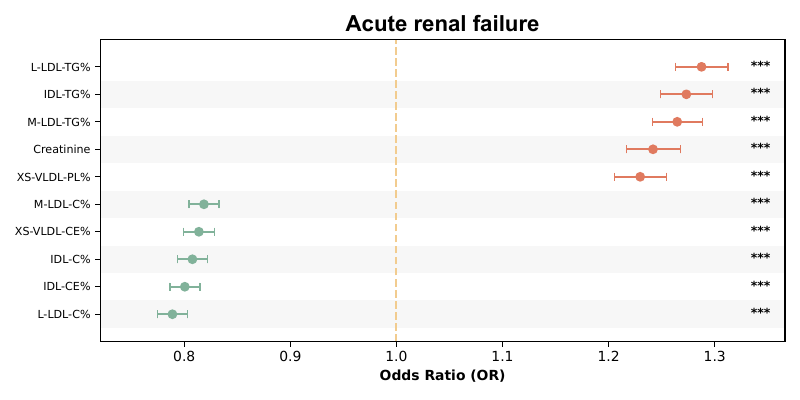 Acute renal failure
L-LDL-TG% ***
IDL-TG% ***
M-LDL-TG% ***
Creatinine ***
XS-VLDL-PL% ***
M-LDL-C% ***
XS-VLDL-CE% ***
IDL-C% ***
IDL-CE% ***
L-LDL-C% ***
0.8 0.9 1.0 1.1 1.2 1.3
Odds Ratio (OR)